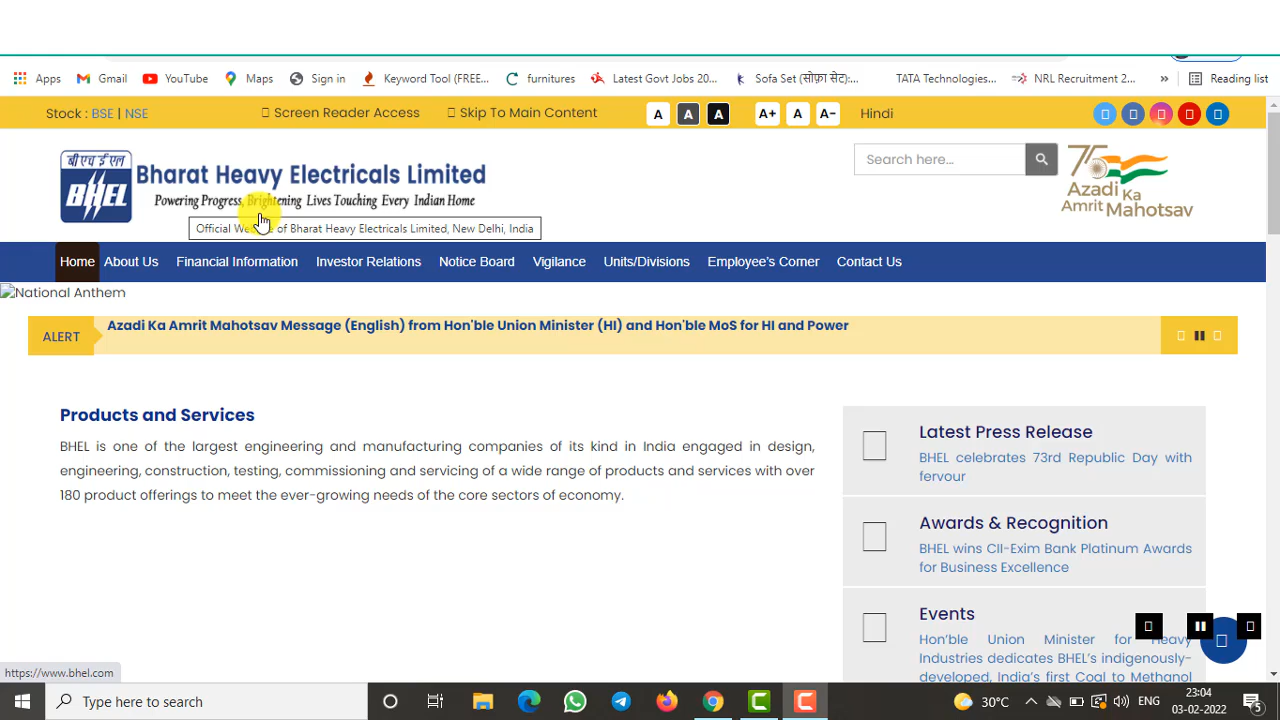 Apps
Gmail
YouTube
Maps
Sign in
Keyword Tool (FREE...
furnitures
Latest Govt Jobs 20...
Sofa Set (सोफ़ा सेट):...
TATA Technologies...
NRL Recruitment 2...
»
Reading list
Stock : BSE | NSE
Screen Reader Access
Skip To Main Content
A
A
A
A+
A
A-
Hindi
बीएचईएल
BHEL
Bharat Heavy Electricals Limited
Powering Progress, Brightening Lives Touching Every Indian Home
Search here...
75
Azadi Ka
Amrit Mahotsav
Official of Bharat Heavy Electricals Limited, New Delhi, India
Home
About Us
Financial Information
Investor Relations
Notice Board
Vigilance
Units/Divisions
Employee's Corner
Contact Us
National Anthem
ALERT
Azadi Ka Amrit Mahotsav Message (English) from Hon'ble Union Minister (HI) and Hon'ble MoS for HI and Power
Products and Services
BHEL is one of the largest engineering and manufacturing companies of its kind in India engaged in design,
engineering, construction, testing, commissioning and servicing of a wide range of products and services with over
180 product offerings to meet the ever-growing needs of the core sectors of economy.
Latest Press Release
BHEL celebrates 73rd Republic Day with
fervour
Awards & Recognition
BHEL wins CII-Exim Bank Platinum Awards
for Business Excellence
Events
Hon'ble Union Minister for Heavy
Industries dedicates BHEL's indigenously-
developed, India's first Coal to Methanol
https://www.bhel.com
Type here to search
30°C
ENG
23:04
03-02-2022
5